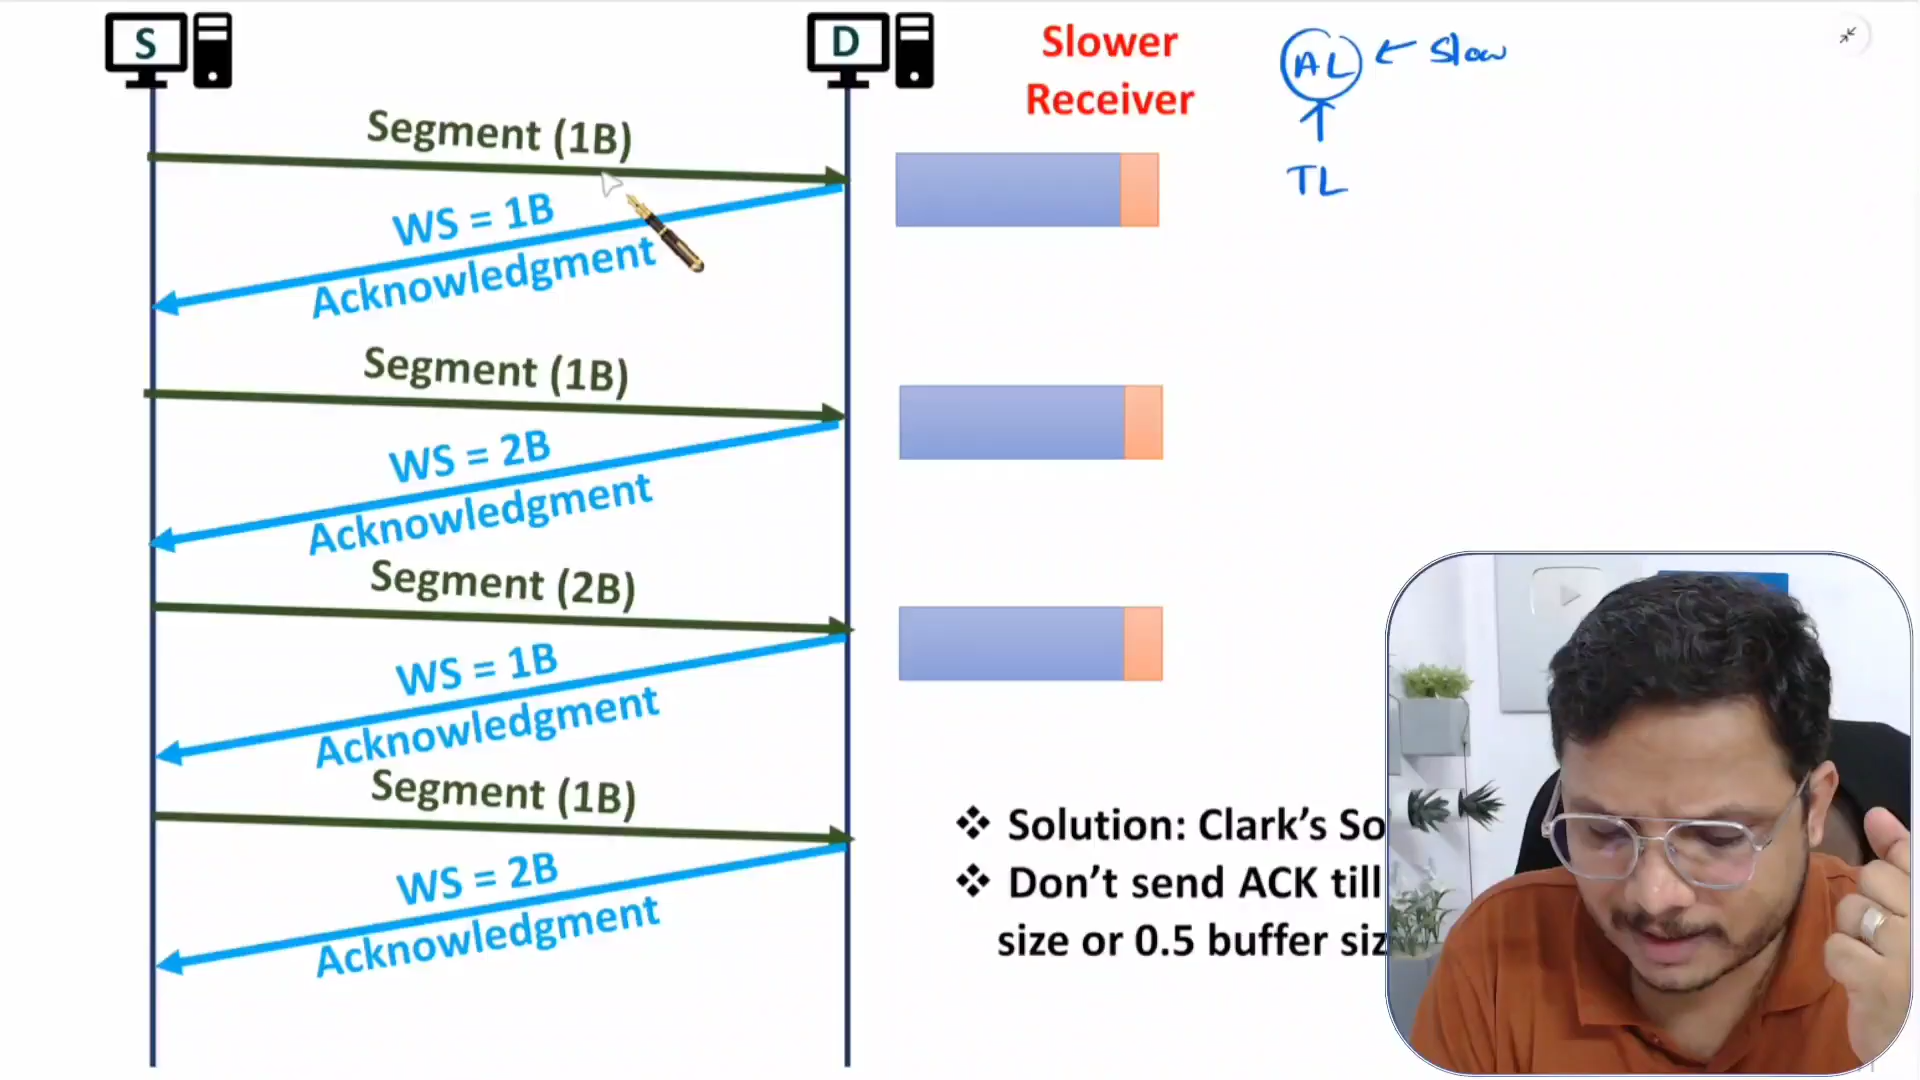 S
D
Slower
Receiver
AL ← Slow
TL
Segment (1B)
WS = 1B
Acknowledgment
Segment (1B)
WS = 2B
Acknowledgment
Segment (2B)
WS = 1B
Acknowledgment
Segment (1B)
WS = 2B
Acknowledgment
❖ Solution: Clark's So
❖ Don't send ACK till
size or 0.5 buffer siz